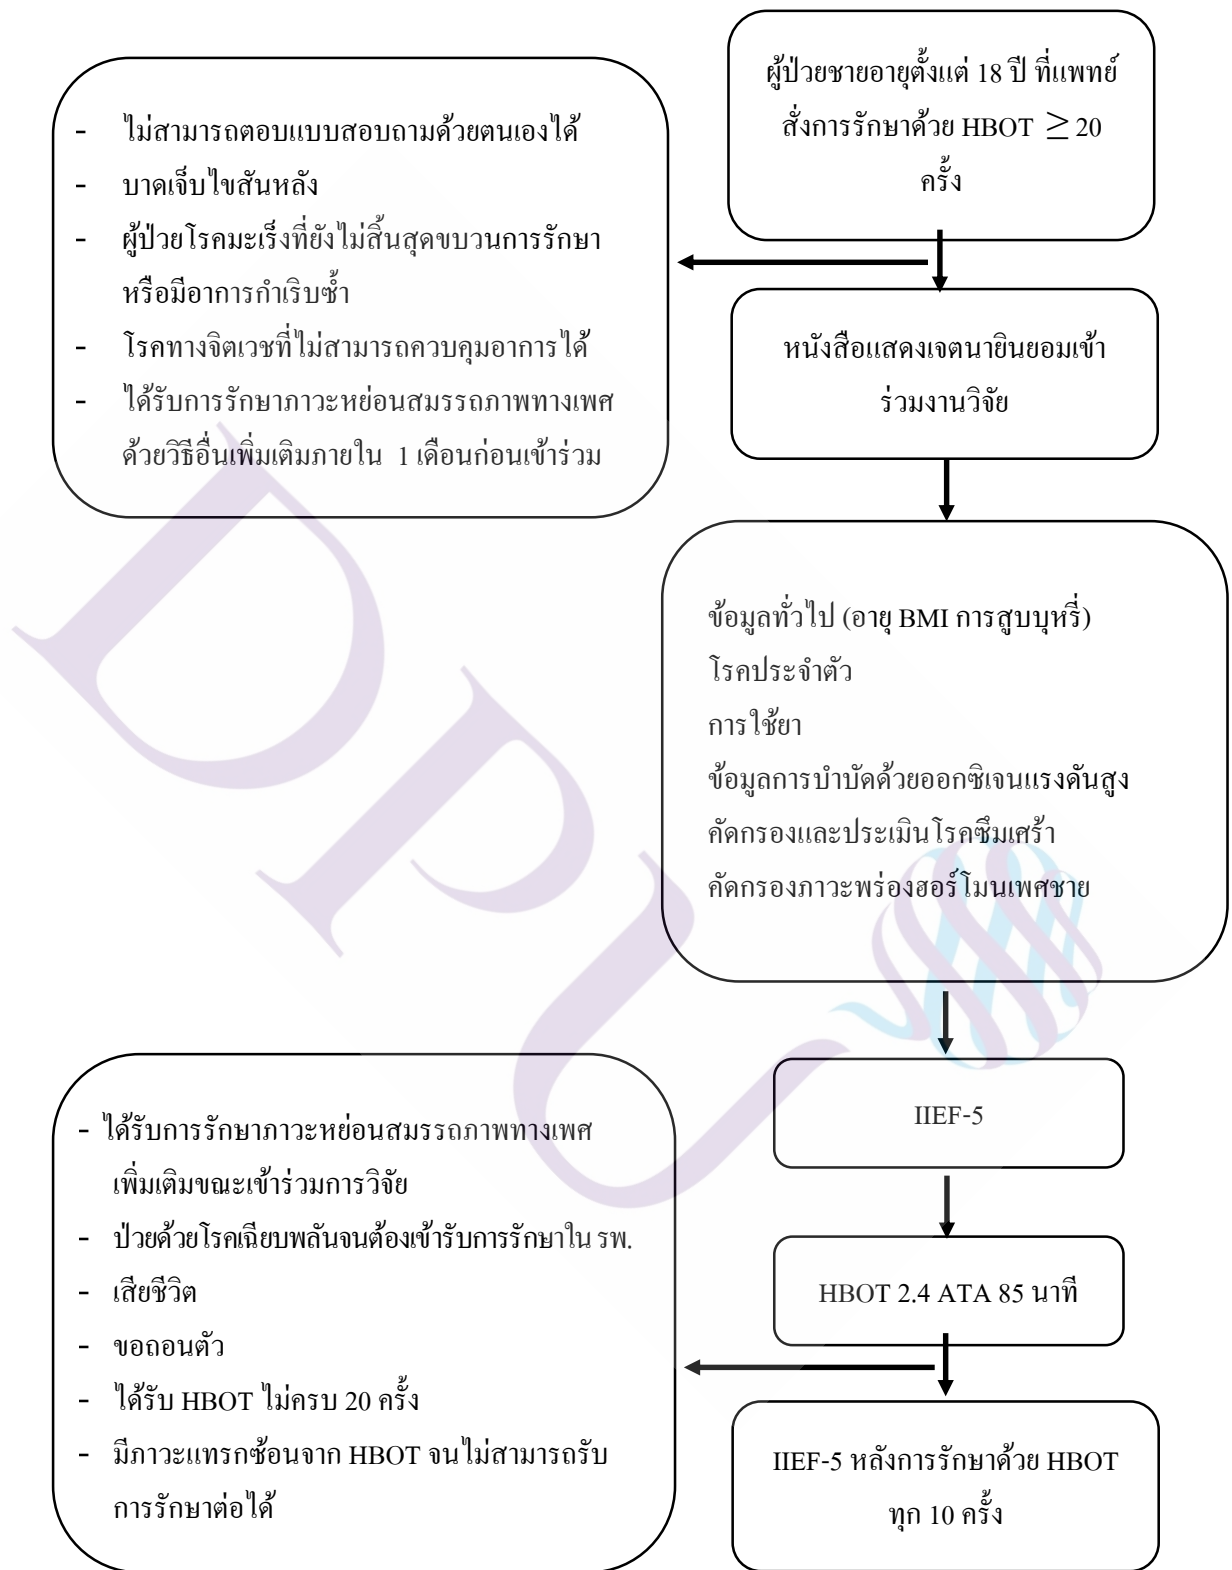 ผู้ป่วยชายอายุตั้งแต่ 18 ปี ที่แพทย์
สั่งการรักษาด้วย HBOT ≥ 20
ครั้ง
- ไม่สามารถตอบแบบสอบถามด้วยตนเองได้
- บาดเจ็บไขสันหลัง
- ผู้ป่วยโรคมะเร็งที่ยังไม่สิ้นสุดขบวนการรักษา
หรือมีอาการกำเริบซ้ำ
- โรคทางจิตเวชที่ไม่สามารถควบคุมอาการได้
- ได้รับการรักษาภาวะหย่อนสมรรถภาพทางเพศ
ด้วยวิธีอื่นเพิ่มเติมภายใน 1 เดือนก่อนเข้าร่วม
หนังสือแสดงเจตนายินยอมเข้า
ร่วมงานวิจัย
ข้อมูลทั่วไป (อายุ BMI การสูบบุหรี่)
โรคประจำตัว
การใช้ยา
ข้อมูลการบำบัดด้วยออกซิเจนแรงดันสูง
คัดกรองและประเมินโรคซึมเศร้า
คัดกรองภาวะพร่องฮอร์โมนเพศชาย
IIEF-5
HBOT 2.4 ATA 85 นาที
- ได้รับการรักษาภาวะหย่อนสมรรถภาพทางเพศ
เพิ่มเติมขณะเข้าร่วมการวิจัย
- ป่วยด้วยโรคเฉียบพลันจนต้องเข้ารับการรักษาใน รพ.
- เสียชีวิต
- ขอถอนตัว
- ได้รับ HBOT ไม่ครบ 20 ครั้ง
- มีภาวะแทรกซ้อนจาก HBOT จนไม่สามารถรับ
การรักษาต่อได้
IIEF-5 หลังการรักษาด้วย HBOT
ทุก 10 ครั้ง
DPU